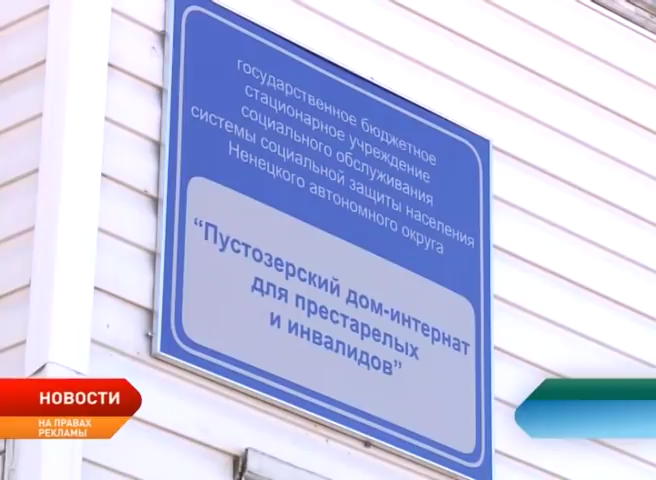 государственное бюджетное
стационарное учреждение
социального обслуживания
системы социальной защиты населения
Ненецкого автономного округа
“Пустозерский дом-интернат
для престарелых
и инвалидов”
НОВОСТИ
НА ПРАВАХ
РЕКЛАМЫ